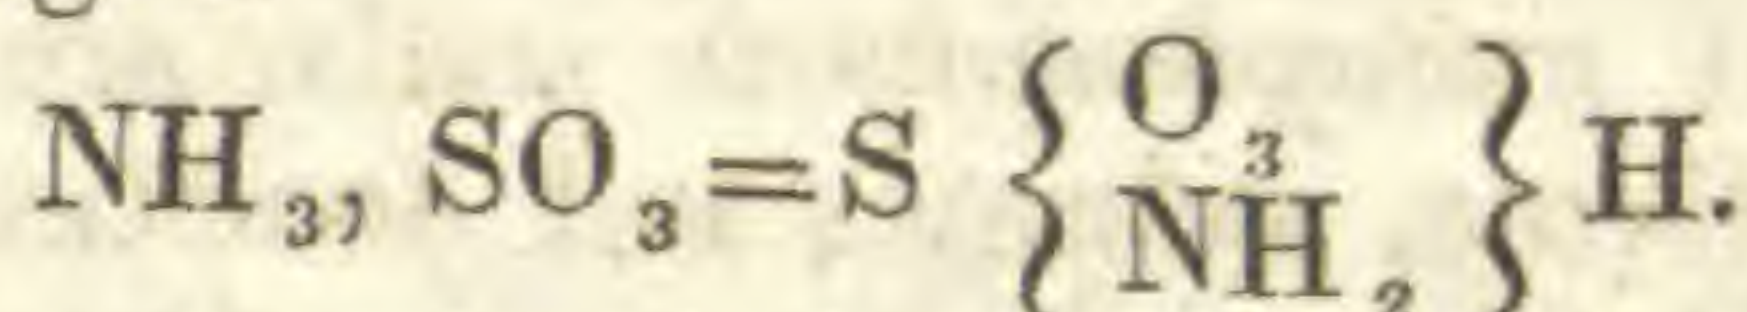 NH₃, SO₃=S { O₃ NH₂ } H.